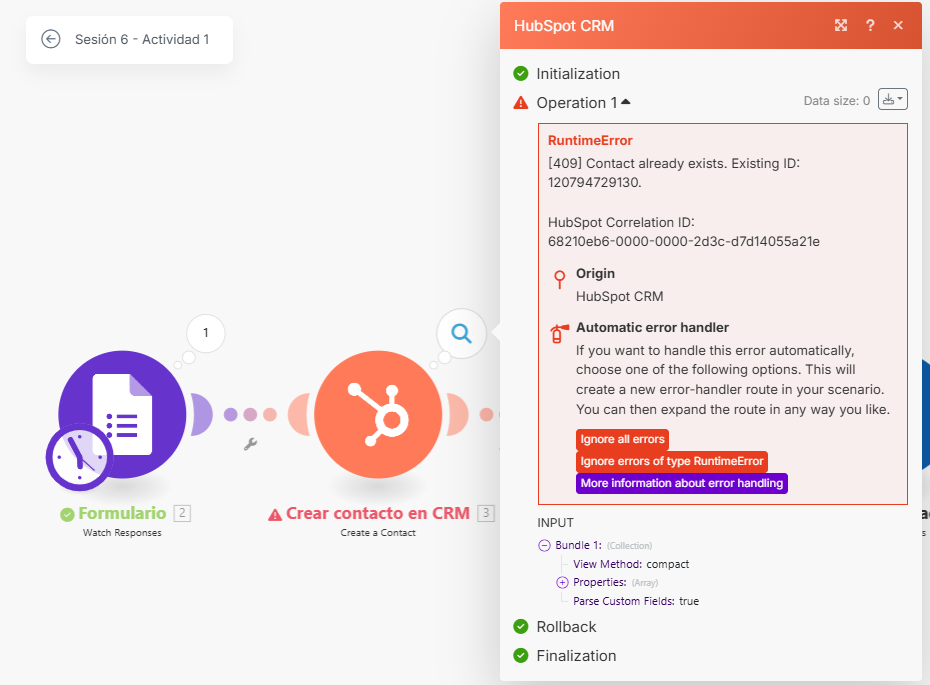 Sesión 6 - Actividad 1
HubSpot CRM
?
Initialization
Operation 1
Data size: 0
RuntimeError
[409] Contact already exists. Existing ID:
120794729130.
HubSpot Correlation ID:
68210eb6-0000-0000-2d3c-d7d14055a21e
Origin
HubSpot CRM
Automatic error handler
If you want to handle this error automatically,
choose one of the following options. This will
create a new error-handler route in your scenario.
You can then expand the route in any way you like.
Ignore all errors
Ignore errors of type RuntimeError
More information about error handling
INPUT
Bundle 1: (Collection)
View Method: compact
Properties: (Array)
Parse Custom Fields: true
Rollback
Finalization
1
Formulario 2
Watch Responses
Crear contacto en CRM 3
Create a Contact